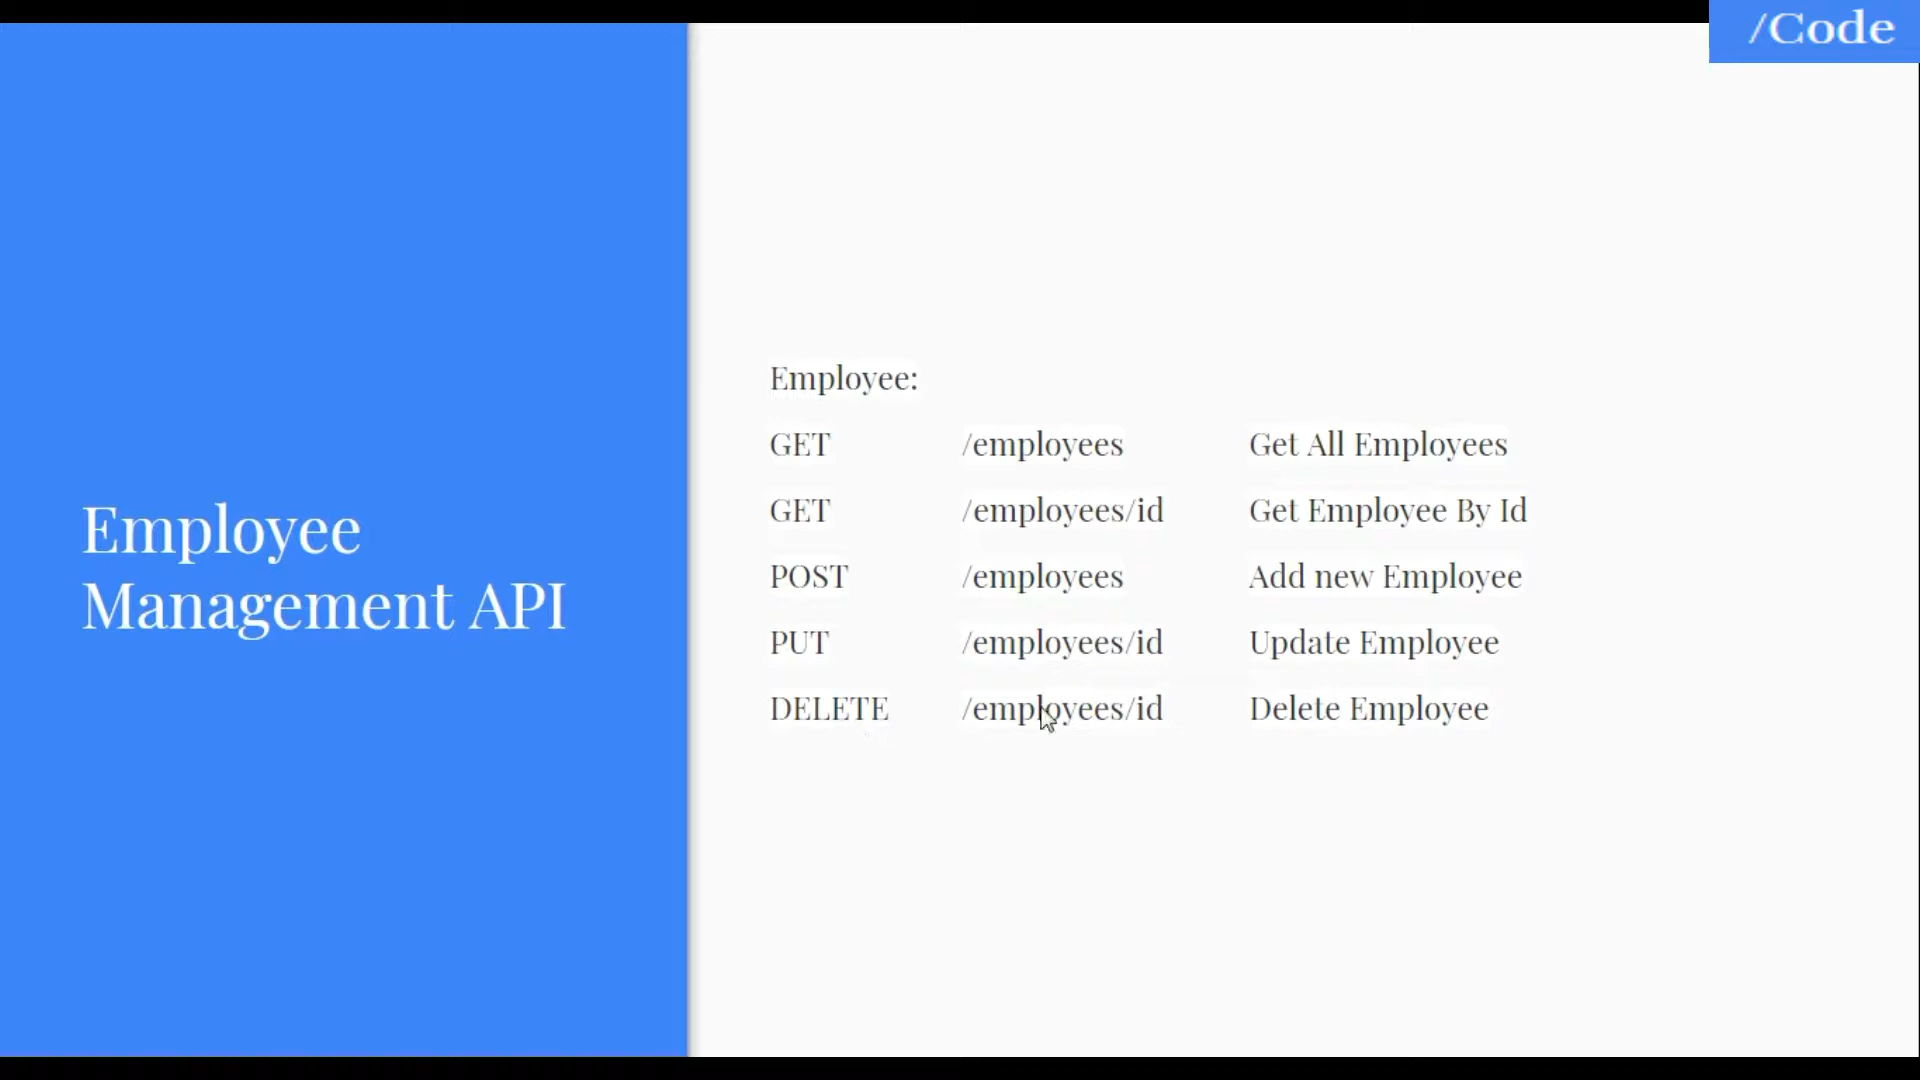 /Code
Employee
Management API
Employee:
GET /employees Get All Employees
GET /employees/id Get Employee By Id
POST /employees Add new Employee
PUT /employees/id Update Employee
DELETE /employees/id Delete Employee